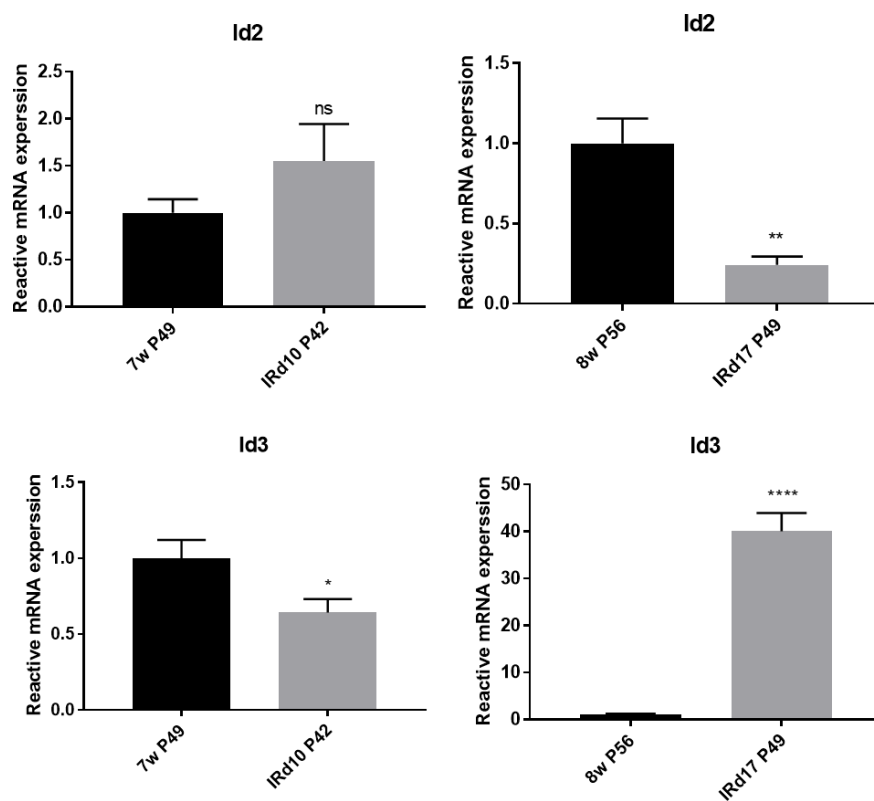 Id2
Reactive mRNA experssion
2.5
2.0
1.5
1.0
0.5
0.0
ns
7w P49
IRd10 P42
Id2
Reactive mRNA experssion
1.5
1.0
0.5
0.0
**
8w P56
IRd17 P49
Id3
Reactive mRNA experssion
1.5
1.0
0.5
0.0
*
7w P49
IRd10 P42
Id3
Reactive mRNA experssion
50
40
30
20
10
0
****
8w P56
IRd17 P49